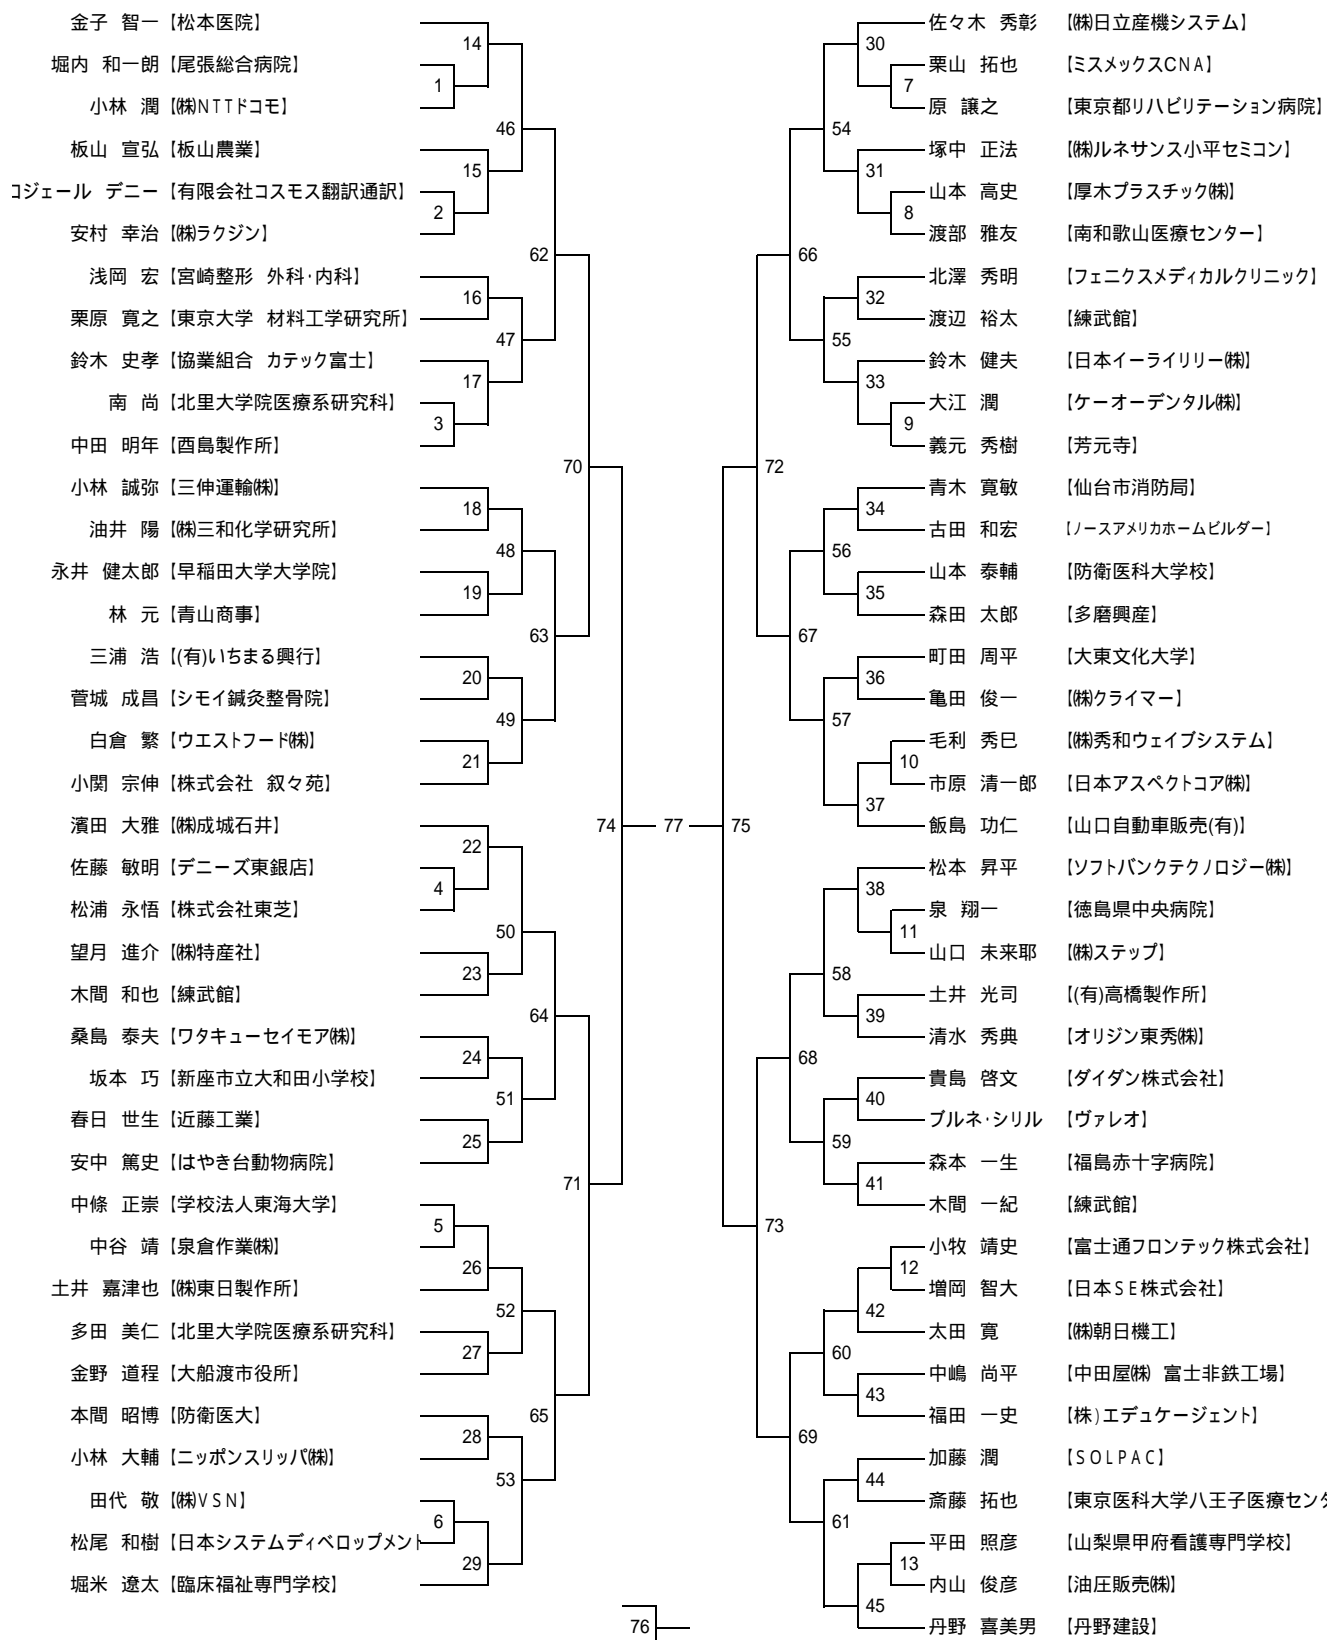 金子 智一【松本医院】
堀内 和一朗【尾張総合病院】
小林 潤【㈱NTTドコモ】
板山 宣弘【板山農業】
コジェール デニー【有限会社コスモス翻訳通訳】
安村 幸治【㈱ラクジン】
浅岡 宏【宮崎整形 外科・内科】
栗原 寛之【東京大学 材料工学研究所】
鈴木 史孝【協業組合 カテック富士】
南 尚【北里大学院医療系研究科】
中田 明年【酉島製作所】
小林 誠弥【三伸運輸㈱】
油井 陽【㈱三和化学研究所】
永井 健太郎【早稲田大学大学院】
林 元【青山商事】
三浦 浩【(有)いちまる興行】
菅城 成昌【シモイ鍼灸整骨院】
白倉 繁【ウエストフード㈱】
小関 宗伸【株式会社 叙々苑】
濱田 大雅【㈱成城石井】
佐藤 敏明【デニーズ東銀店】
松浦 永悟【株式会社東芝】
望月 進介【㈱特産社】
木間 和也【練武館】
桑島 泰夫【ワタキューセイモア㈱】
坂本 巧【新座市立大和田小学校】
春日 世生【近藤工業】
安中 篤史【はやき台動物病院】
中條 正崇【学校法人東海大学】
中谷 靖【泉倉作業㈱】
土井 嘉津也【㈱東日製作所】
多田 美仁【北里大学院医療系研究科】
金野 道程【大船渡市役所】
本間 昭博【防衛医大】
小林 大輔【ニッポンスリッパ㈱】
田代 敬【㈱VSN】
松尾 和樹【日本システムディベロップメント
堀米 遼太【臨床福祉専門学校】
1
2
3
4
5
6
14
15
16
17
18
19
20
21
22
23
24
25
26
27
28
29
46
47
48
49
50
51
52
53
62
63
64
65
70
71
74
77
75
76
72
73
66
67
68
69
54
55
56
57
58
59
60
61
30
31
32
33
34
35
36
37
38
39
40
41
42
43
44
45
7
8
9
10
11
12
13
佐々木 秀彰【㈱日立産機システム】
栗山 拓也【ミスメックスCNA】
原 譲之【東京都リハビリテーション病院】
塚中 正法【㈱ルネサンス小平セミコン】
山本 高史【厚木プラスチック㈱】
渡部 雅友【南和歌山医療センター】
北澤 秀明【フェニクスメディカルクリニック】
渡辺 裕太【練武館】
鈴木 健夫【日本イーライリリー㈱】
大江 潤【ケーオーデンタル㈱】
義元 秀樹【芳元寺】
青木 寛敏【仙台市消防局】
古田 和宏【ノースアメリカホームビルダー】
山本 泰輔【防衛医科大学校】
森田 太郎【多磨興産】
町田 周平【大東文化大学】
亀田 俊一【㈱クライマー】
毛利 秀巳【㈱秀和ウェイブシステム】
市原 清一郎【日本アスペクトコア㈱】
飯島 功仁【山口自動車販売(有)】
松本 昇平【ソフトバンクテクノロジー㈱】
泉 翔一【徳島県中央病院】
山口 未来耶【㈱ステップ】
土井 光司【(有)高橋製作所】
清水 秀典【オリジン東秀㈱】
貴島 啓文【ダイダン株式会社】
ブルネ・シリル【ヴァレオ】
森本 一生【福島赤十字病院】
木間 一紀【練武館】
小牧 靖史【富士通フロンテック株式会社】
増岡 智大【日本SE株式会社】
太田 寛【㈱朝日機工】
中嶋 尚平【中田屋㈱ 富士非鉄工場】
福田 一史【株)エデュケージェント】
加藤 潤【SOLPAC】
斎藤 拓也【東京医科大学八王子医療センタ
平田 照彦【山梨県甲府看護専門学校】
内山 俊彦【油圧販売㈱】
丹野 喜美男【丹野建設】